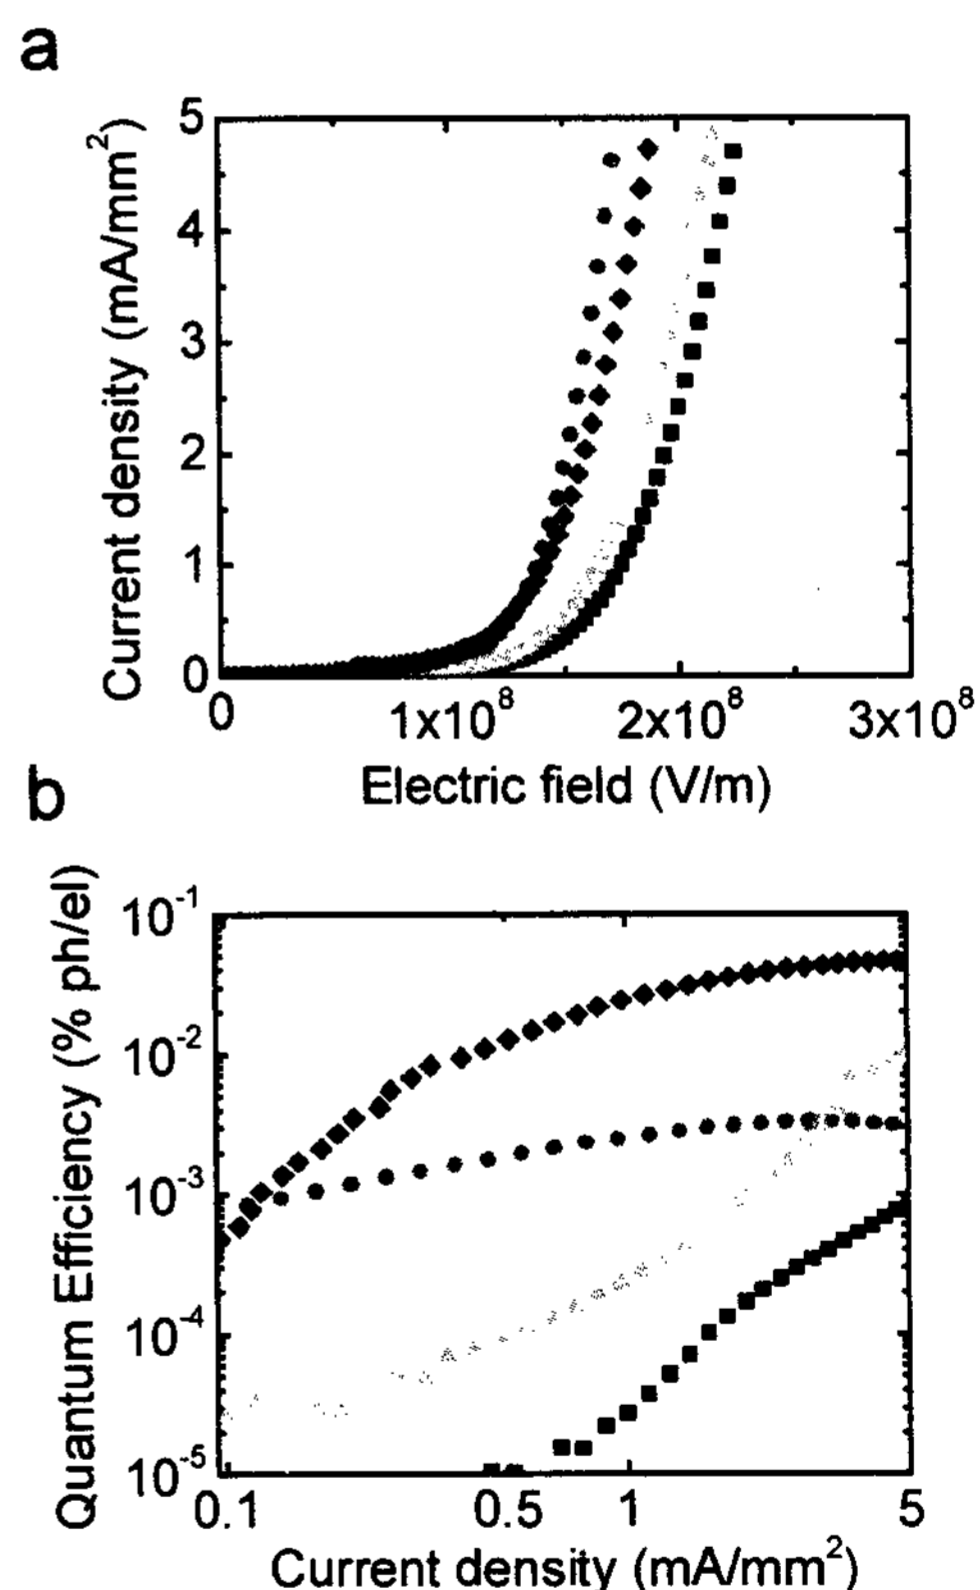 a
5
4
3
2
1
0
Current density (mA/mm²)
0 1x10⁸ 2x10⁸ 3x10⁸
Electric field (V/m)
b
10⁻¹
10⁻²
10⁻³
10⁻⁴
10⁻⁵
Quantum Efficiency (% ph/el)
0.1 0.5 1 5
Current density (mA/mm²)